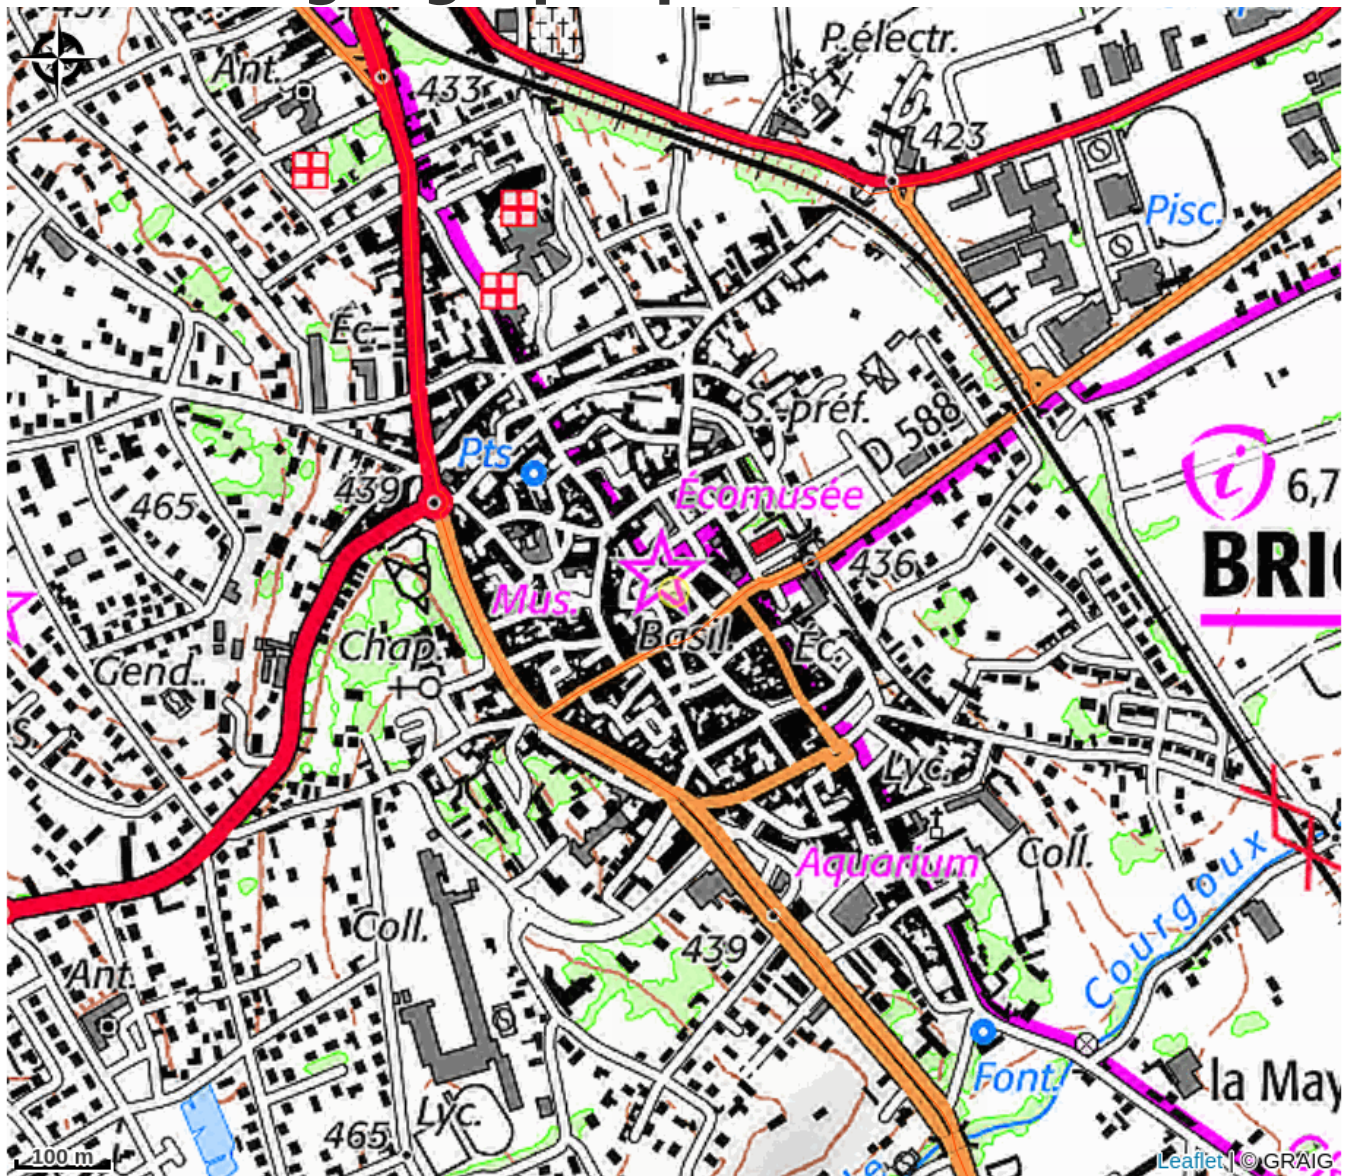 P.électr.
Ant.
433
423
Pisc.
Éc.
S.-préf.
D 588
Pts
439
465
Écomusée
6,7
BRI
436
Mus.
Basil.
Chap.
Éc.
Gend.
S.
Lyc.
Aquarium
Coll.
Courgoux
Coll.
439
Ant.
Font.
la May
Lyc.
465
100 m
Leaflet | © GRAIG